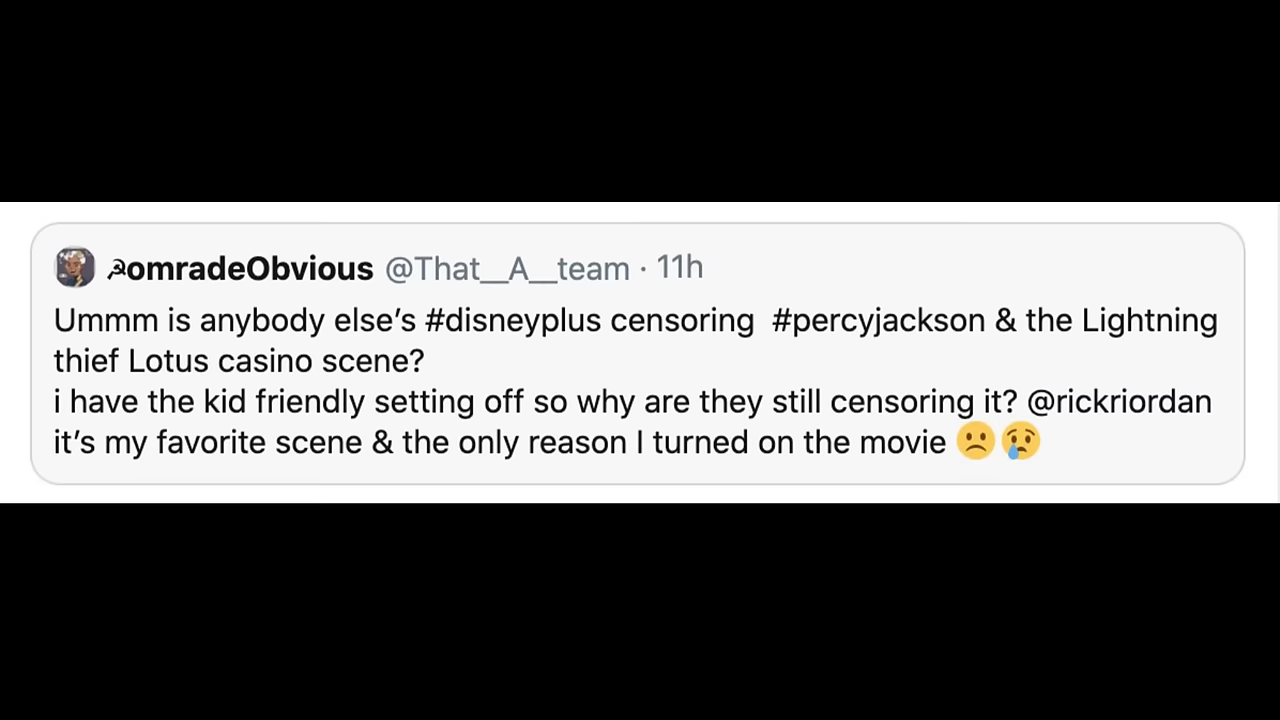 ☭omradeObvious @That__A__team · 11h
Ummm is anybody else’s #disneyplus censoring  #percyjackson & the Lightning
thief Lotus casino scene?
i have the kid friendly setting off so why are they still censoring it? @rickriordan
it’s my favorite scene & the only reason I turned on the movie 🙁😢